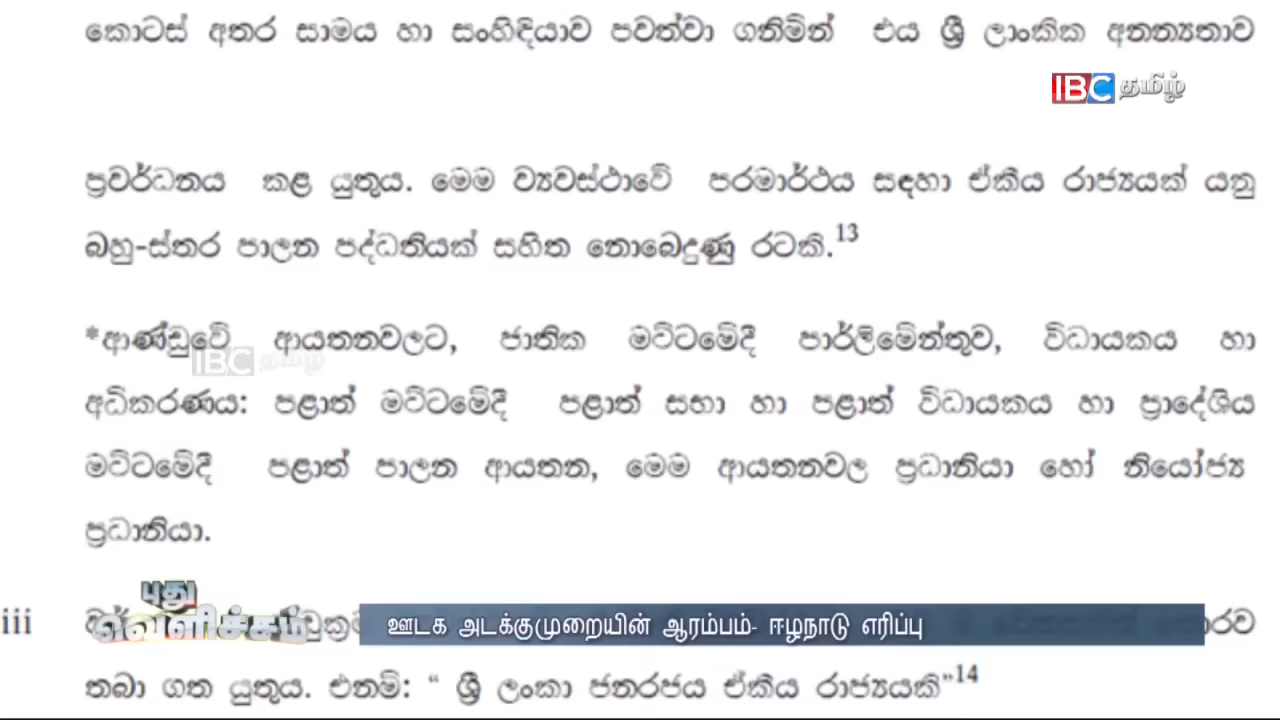 කොටස් අතර සාමය හා සංහිඳියාව පවත්වා ගනිමින් එය ශ්‍රී ලාංකික අනන්‍යතාව
IBC தமிழ்
ප්‍රවර්ධනය කළ යුතුය. මෙම ව්‍යවස්ථාවේ පරමාර්ථය සඳහා ඒකීය රාජ්‍යයක් යනු
බහු-ස්තර පාලන පද්ධතියක් සහිත නොබෙදුණු රටකි.13
*ආණ්ඩුවේ ආයතනවලට, ජාතික මට්ටමේදී පාර්ලිමේන්තුව, විධායකය හා
IBC தமிழ்
අධිකරණය: පළාත් මට්ටමේදී පළාත් සභා හා පළාත් විධායකය හා ප්‍රාදේශිය
මට්ටමේදී පළාත් පාලන ආයතන, මෙම ආයතනවල ප්‍රධානියා හෝ නියෝජ්‍ය
ප්‍රධානියා.
புது
வெளிச்சம்
iii
ஊடக அடக்குமுறையின் ஆரம்பம்- ஈழநாடு எரிப்பு
තබා ගත යුතුය. එනම්: “ ශ්‍රී ලංකා ජනරජය ඒකීය රාජ්‍යයකි”14